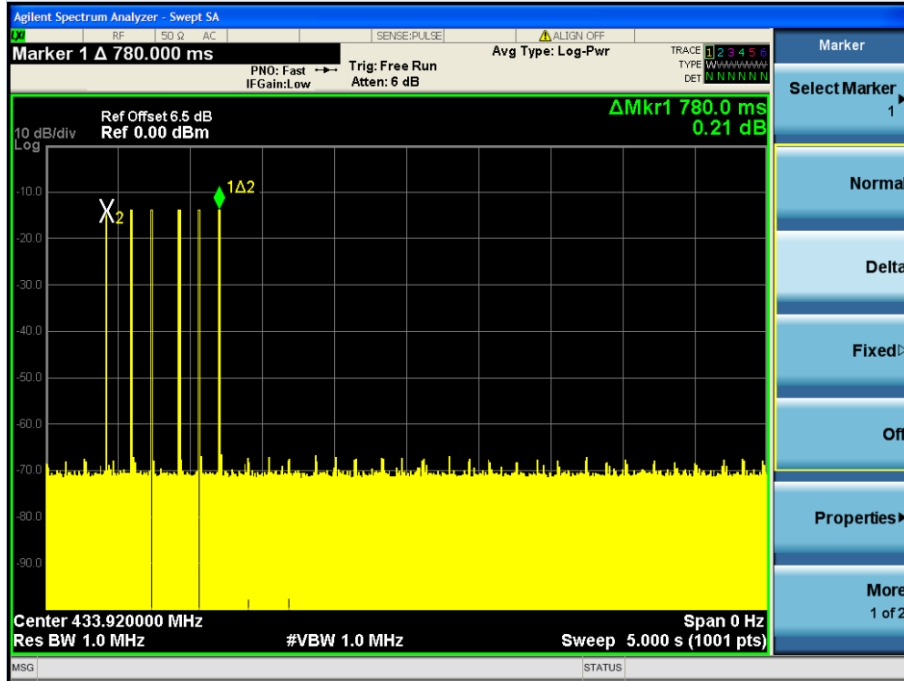 Agilent Spectrum Analyzer - Swept SA
LXI RF 50 Ω AC SENSE:PULSE ALIGN OFF
Marker 1 Δ 780.000 ms
PNO: Fast
IFGain:Low
Trig: Free Run
Atten: 6 dB
Avg Type: Log-Pwr
TRACE 1 2 3 4 5 6
TYPE WWWWWW
DET N N N N N N
Ref Offset 6.5 dB
10 dB/div Ref 0.00 dBm
Log
ΔMkr1 780.0 ms
0.21 dB
1Δ2
X2
-10.0
-20.0
-30.0
-40.0
-50.0
-60.0
-70.0
-80.0
-90.0
Center 433.920000 MHz Span 0 Hz
Res BW 1.0 MHz #VBW 1.0 MHz Sweep 5.000 s (1001 pts)
MSG STATUS
Marker
Select Marker
1
Normal
Delta
Fixed
Off
Properties
More
1 of 2